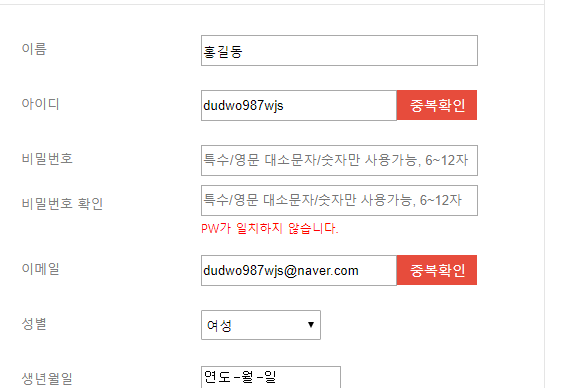 이름 홍길동
아이디 dudwo987wjs 중복확인
비밀번호 특수/영문 대소문자/숫자만 사용가능, 6~12자
비밀번호 확인 특수/영문 대소문자/숫자만 사용가능, 6~12자
PW가 일치하지 않습니다.
이메일 dudwo987wjs@naver.com 중복확인
성별 여성
생년월일 연도-월-일